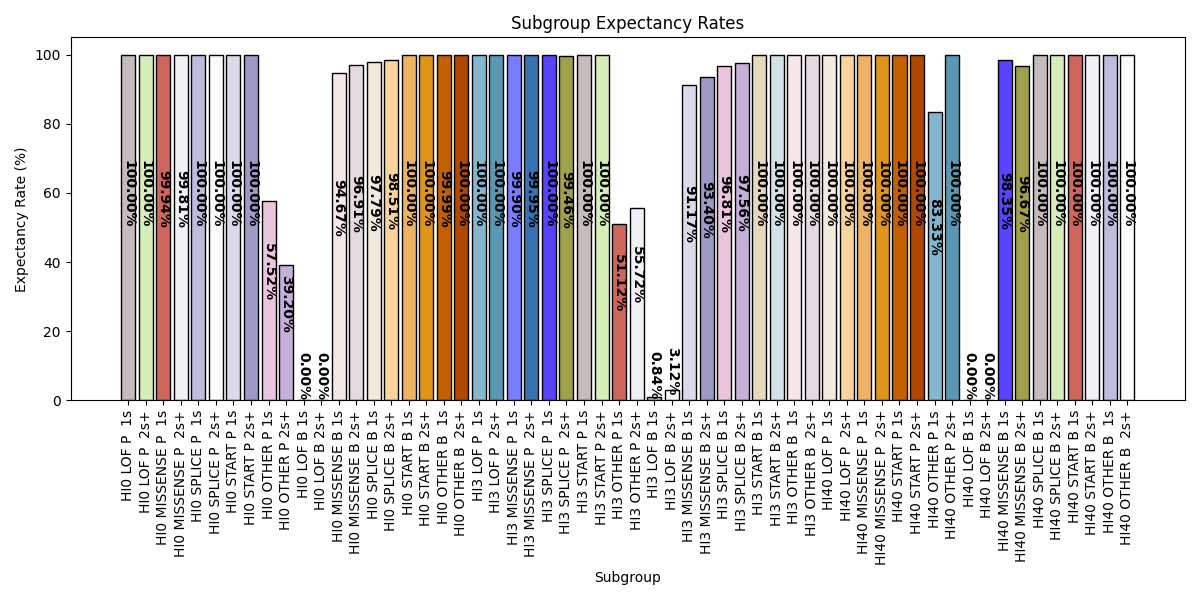 Subgroup Expectancy Rates
Expectancy Rate (%)
100
80
60
40
20
0
100.00%
100.00%
99.94%
99.81%
100.00%
100.00%
100.00%
100.00%
57.52%
39.20%
0.00%
0.00%
94.67%
96.91%
97.79%
98.51%
100.00%
100.00%
99.99%
100.00%
100.00%
100.00%
99.90%
99.95%
100.00%
99.46%
100.00%
100.00%
51.12%
55.72%
0.84%
3.12%
91.17%
93.40%
96.81%
97.56%
100.00%
100.00%
100.00%
100.00%
100.00%
100.00%
100.00%
100.00%
100.00%
100.00%
83.33%
100.00%
0.00%
0.00%
98.35%
96.67%
100.00%
100.00%
100.00%
100.00%
100.00%
100.00%
HI0 LOF P 1s
HI0 LOF P 2s+
HI0 MISSENSE P 1s
HI0 MISSENSE P 2s+
HI0 SPLICE P 1s
HI0 SPLICE P 2s+
HI0 START P 1s
HI0 START P 2s+
HI0 OTHER P 1s
HI0 OTHER P 2s+
HI0 LOF B 1s
HI0 LOF B 2s+
HI0 MISSENSE B 1s
HI0 MISSENSE B 2s+
HI0 SPLICE B 1s
HI0 SPLICE B 2s+
HI0 START B 1s
HI0 START B 2s+
HI0 OTHER B 1s
HI0 OTHER B 2s+
HI3 LOF P 1s
HI3 LOF P 2s+
HI3 MISSENSE P 1s
HI3 MISSENSE P 2s+
HI3 SPLICE P 1s
HI3 SPLICE P 2s+
HI3 START P 1s
HI3 START P 2s+
HI3 OTHER P 1s
HI3 OTHER P 2s+
HI3 LOF B 1s
HI3 LOF B 2s+
HI3 MISSENSE B 1s
HI3 MISSENSE B 2s+
HI3 SPLICE B 1s
HI3 SPLICE B 2s+
HI3 START B 1s
HI3 START B 2s+
HI3 OTHER B 1s
HI3 OTHER B 2s+
HI40 LOF P 1s
HI40 LOF P 2s+
HI40 MISSENSE P 1s
HI40 MISSENSE P 2s+
HI40 START P 1s
HI40 START P 2s+
HI40 OTHER P 1s
HI40 OTHER P 2s+
HI40 LOF B 1s
HI40 LOF B 2s+
HI40 MISSENSE B 1s
HI40 MISSENSE B 2s+
HI40 SPLICE B 1s
HI40 SPLICE B 2s+
HI40 START B 1s
HI40 START B 2s+
HI40 OTHER B 1s
HI40 OTHER B 2s+
Subgroup